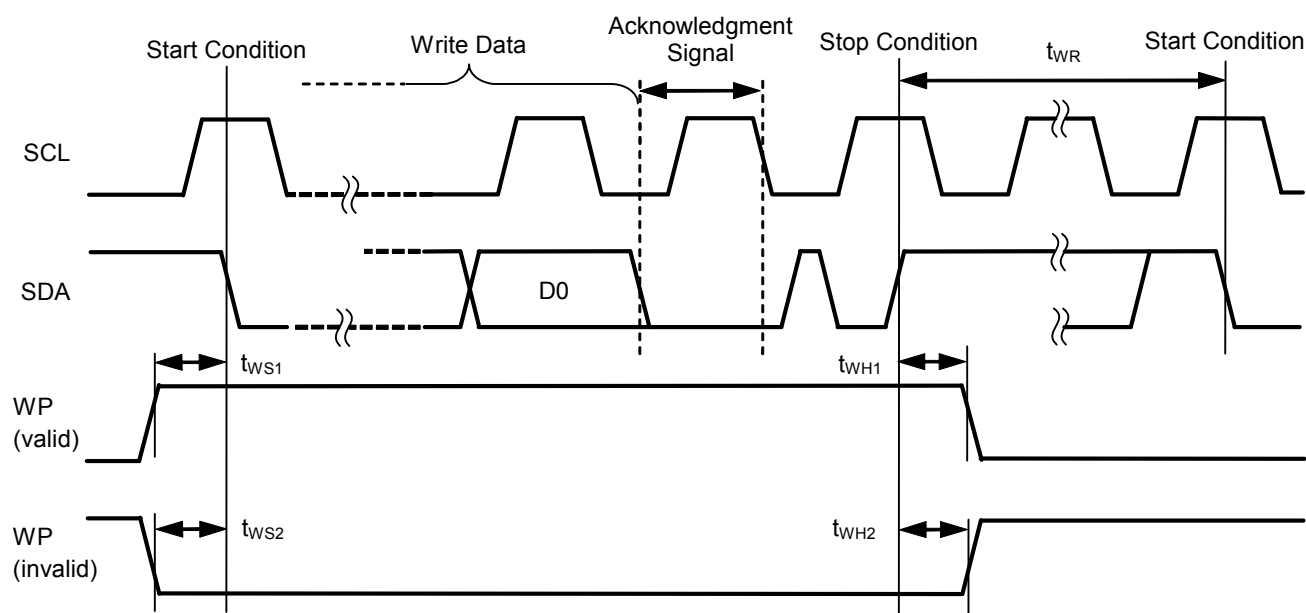 Start Condition
Write Data
Acknowledgment
Signal
Stop Condition
Start Condition
tWR
SCL
SDA
D0
tWS1
tWH1
WP
(valid)
tWS2
tWH2
WP
(invalid)